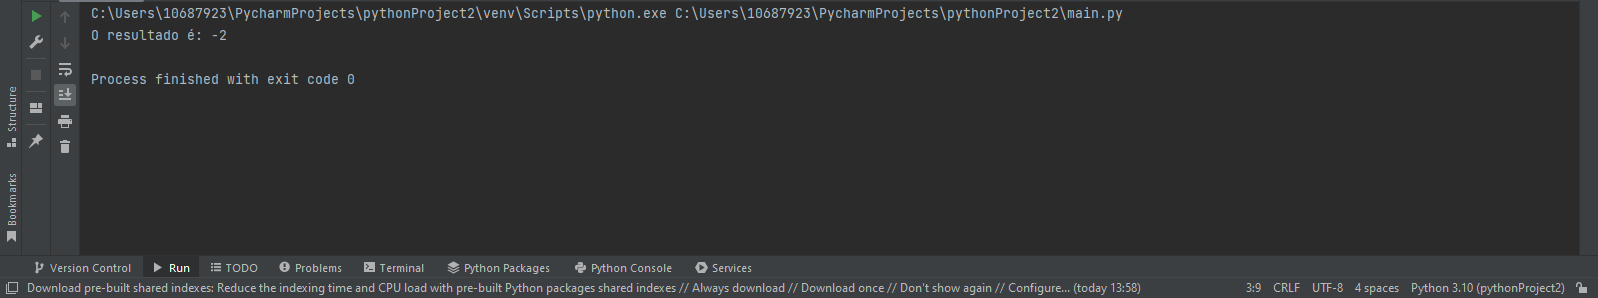 C:\Users\10687923\PycharmProjects\pythonProject2\venv\Scripts\python.exe C:\Users\10687923\PycharmProjects\pythonProject2\main.py
O resultado é: -2
Process finished with exit code 0
Structure
Bookmarks
Version Control Run TODO Problems Terminal Python Packages Python Console Services
Download pre-built shared indexes: Reduce the indexing time and CPU load with pre-built Python packages shared indexes // Always download // Download once // Don't show again // Configure... (today 13:58) 3:9 CRLF UTF-8 4 spaces Python 3.10 (pythonProject2)